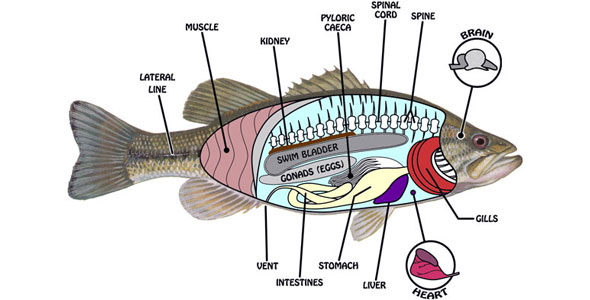 SPINAL
CORD
PYLORIC
CAECA
SPINE
MUSCLE
KIDNEY
BRAIN
LATERAL
LINE
SWIM BLADDER
GONADS (EGGS)
GILLS
VENT
STOMACH
INTESTINES
LIVER
HEART